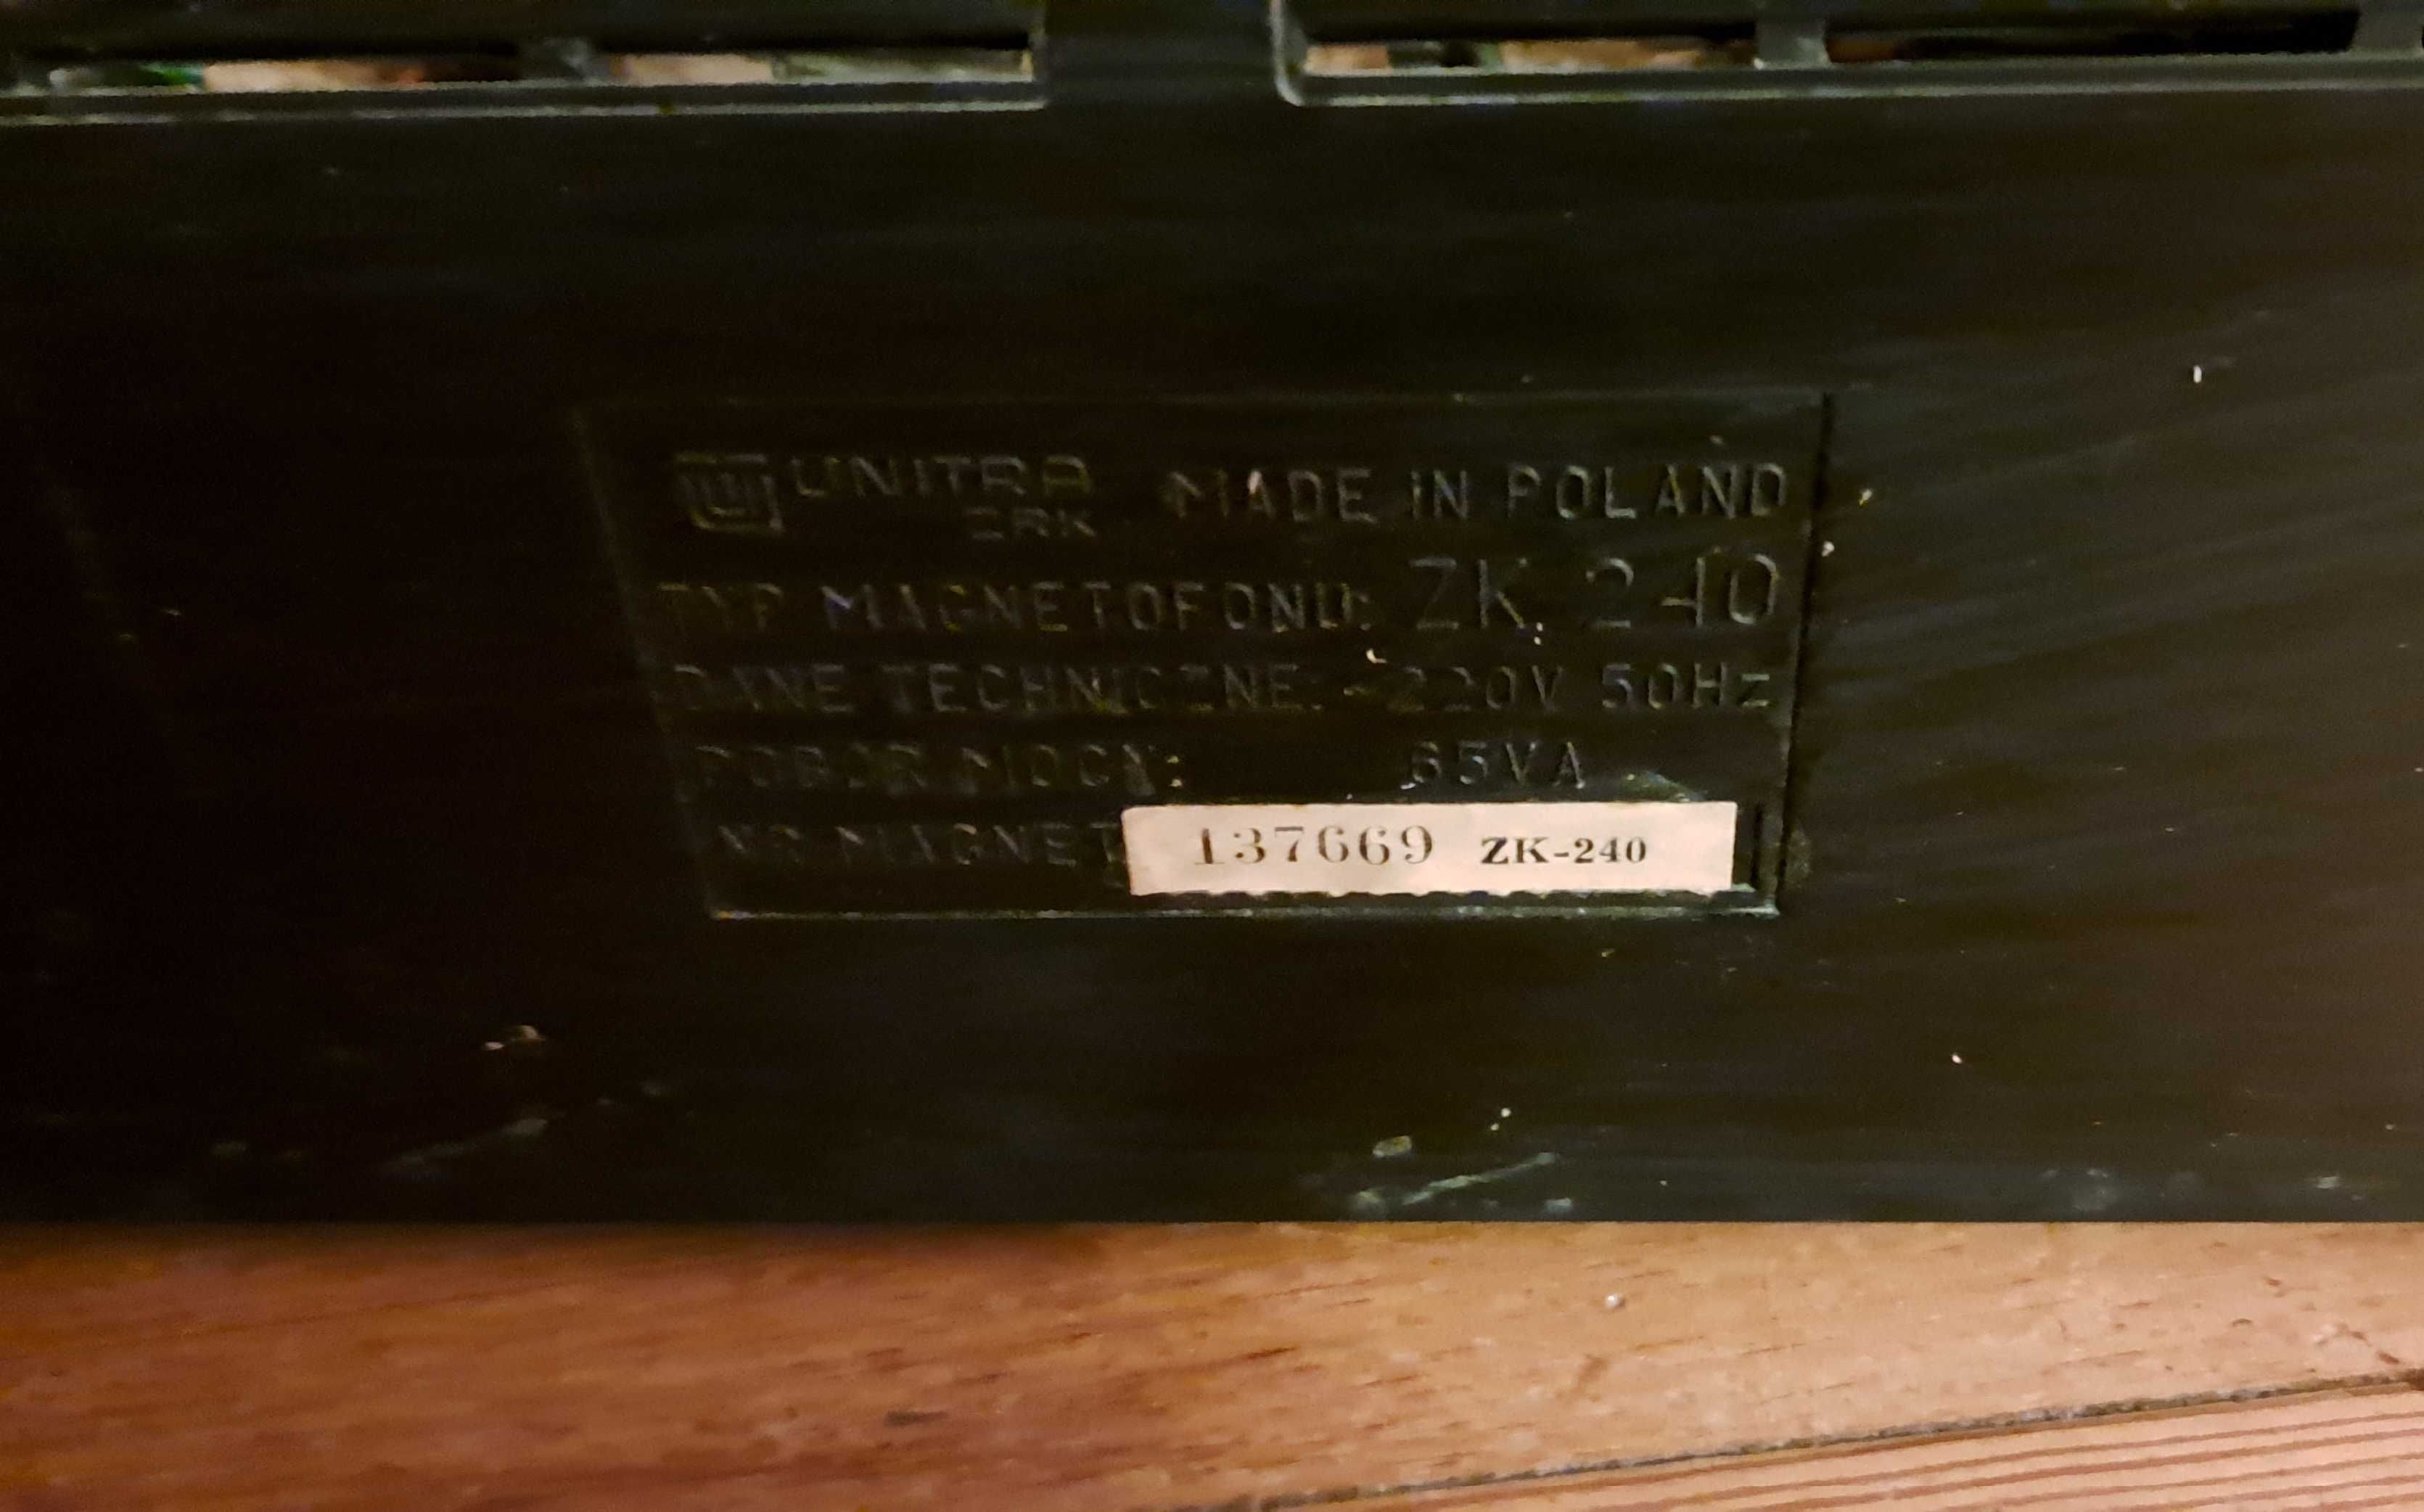 UNITRA MADE IN POLAND
ZRK
TYP MAGNETOFONU: ZK 240
DANE TECHNICZNE: ~220V 50Hz
POBÓR MOCY: 65VA
NR MAGNET 137669 ZK-240